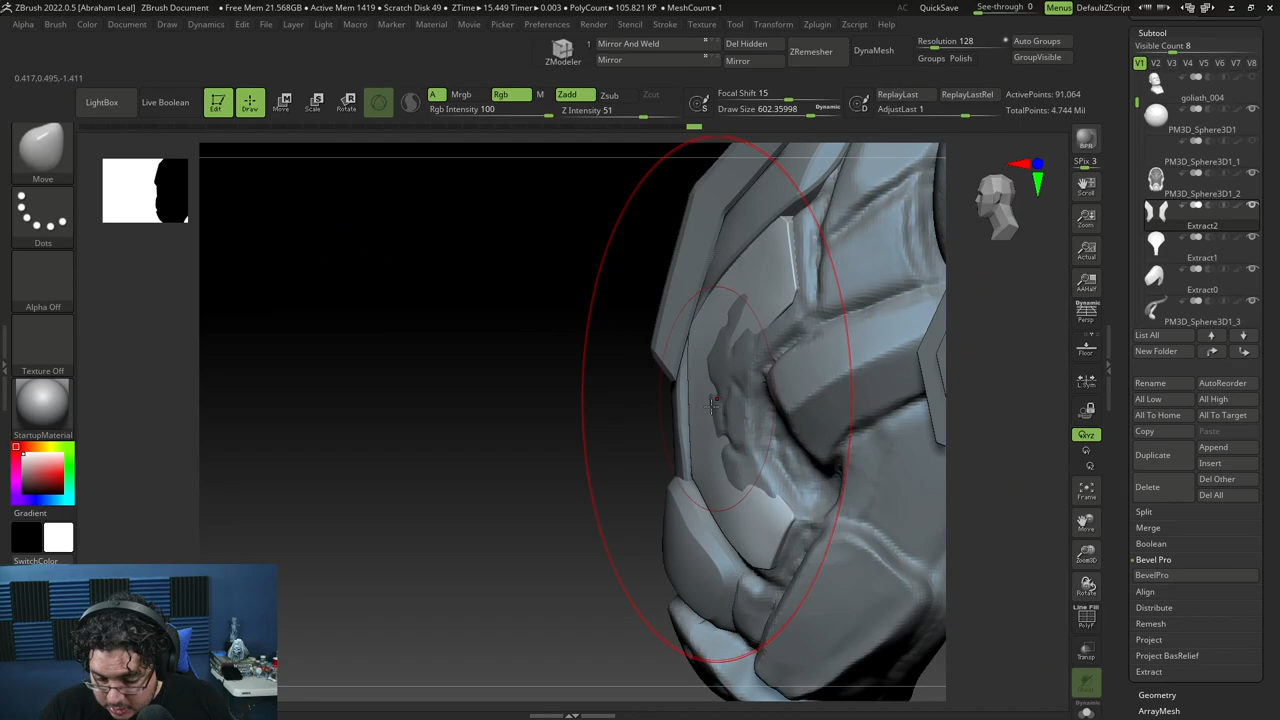 ZBrush 2022.0.5 [Abraham Leal] ZBrush Document • Free Mem 21.568GB • Active Mem 1419 • Scratch Disk 49 • ZTime▸15.449 Timer▸0.003 • PolyCount▸105.821 KP • MeshCount▸1
AC QuickSave See-through 0 Menus DefaultZScript
Alpha Brush Color Document Draw Dynamics Edit File Layer Light Macro Marker Material Movie Picker Preferences Render Stencil Stroke Texture Tool Transform Zplugin Zscript Help
0.417,0.495,-1.411
ZModeler
1 Mirror And Weld
Mirror
Del Hidden
Mirror
ZRemesher
DynaMesh
Resolution 128
Groups Polish
Auto Groups
GroupVisible
LightBox
Live Boolean
Edit
Draw
Move
Scale
Rotate
A Mrgb Rgb M
Rgb Intensity 100
Zadd Zsub Zcut
Z Intensity 51
S
Focal Shift 15
Draw Size 602.35998 Dynamic
D
ReplayLast ReplayLastRel
AdjustLast 1
ActivePoints: 91,064
TotalPoints: 4.744 Mil
Move
Dots
Alpha Off
Texture Off
StartupMaterial
Gradient
SwitchColor
BPR
SPix 3
Scroll
Zoom
Actual
AAHalf
Dynamic
Persp
Floor
L.Sym
XYZ
Frame
Move
Zoom3D
Rotate
Line Fill
PolyF
Transp
Ghost
Dynamic
Subtool
Visible Count 8
V1 V2 V3 V4 V5 V6 V7 V8
goliath_004
PM3D_Sphere3D1
PM3D_Sphere3D1_1
PM3D_Sphere3D1_2
Extract2
Extract1
Extract0
PM3D_Sphere3D1_3
List All
New Folder
Rename AutoReorder
All Low All High
All To Home All To Target
Copy Paste
Duplicate Append
Insert
Delete Del Other
Del All
Split
Merge
Boolean
Bevel Pro
BevelPro
Align
Distribute
Remesh
Project
Project BasRelief
Extract
Geometry
ArrayMesh